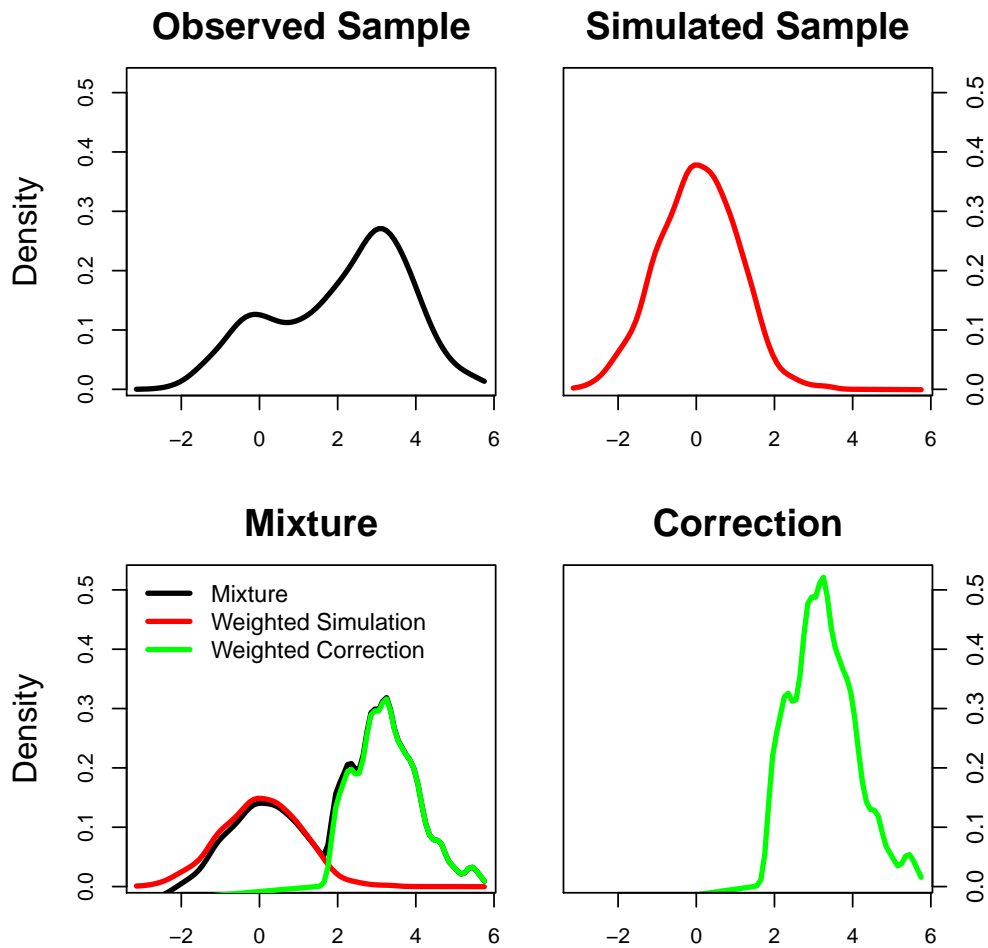 Observed Sample
Simulated Sample
Density
0.0 0.1 0.2 0.3 0.4 0.5
−2 0 2 4 6
0.0 0.1 0.2 0.3 0.4 0.5
−2 0 2 4 6
Mixture
Correction
Density
0.0 0.1 0.2 0.3 0.4 0.5
Mixture
Weighted Simulation
Weighted Correction
−2 0 2 4 6
0.0 0.1 0.2 0.3 0.4 0.5
−2 0 2 4 6